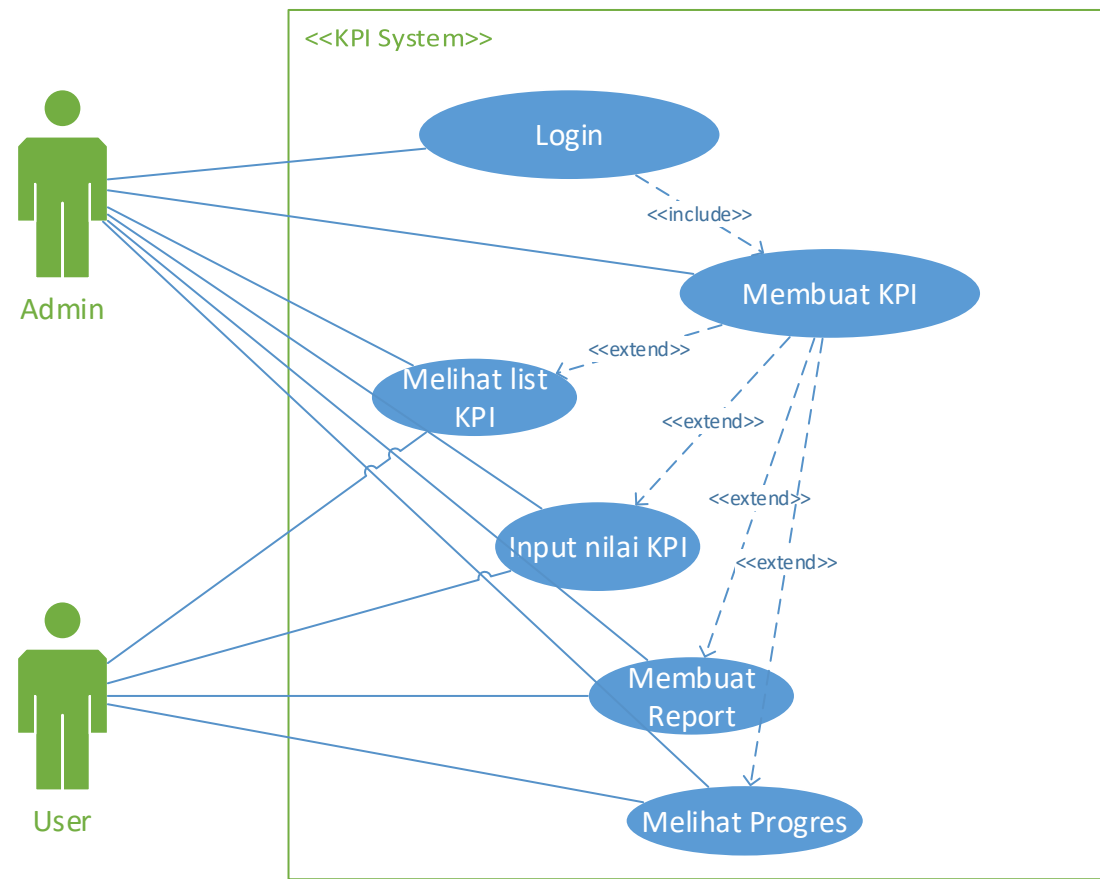 <<KPI System>>
Login
<<include>>
Membuat KPI
Admin
<<extend>>
Melihat list
KPI
<<extend>>
<<extend>>
Input nilai KPI
<<extend>>
Membuat
Report
User
Melihat Progres